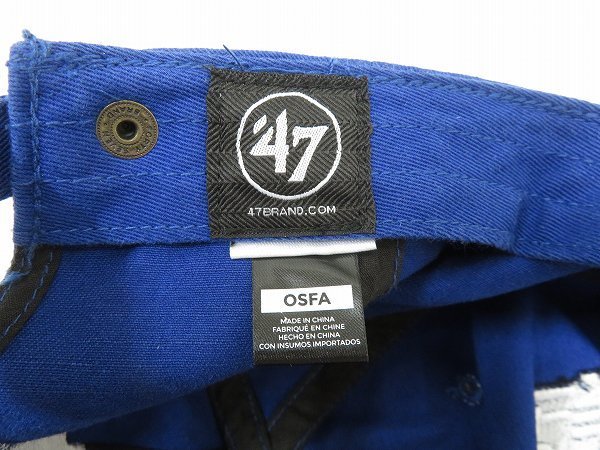 '47
47BRAND.COM
OSFA
MADE IN CHINA
FABRIQUÉ EN CHINE
HECHO EN CHINA
CON INSUMOS IMPORTADOS